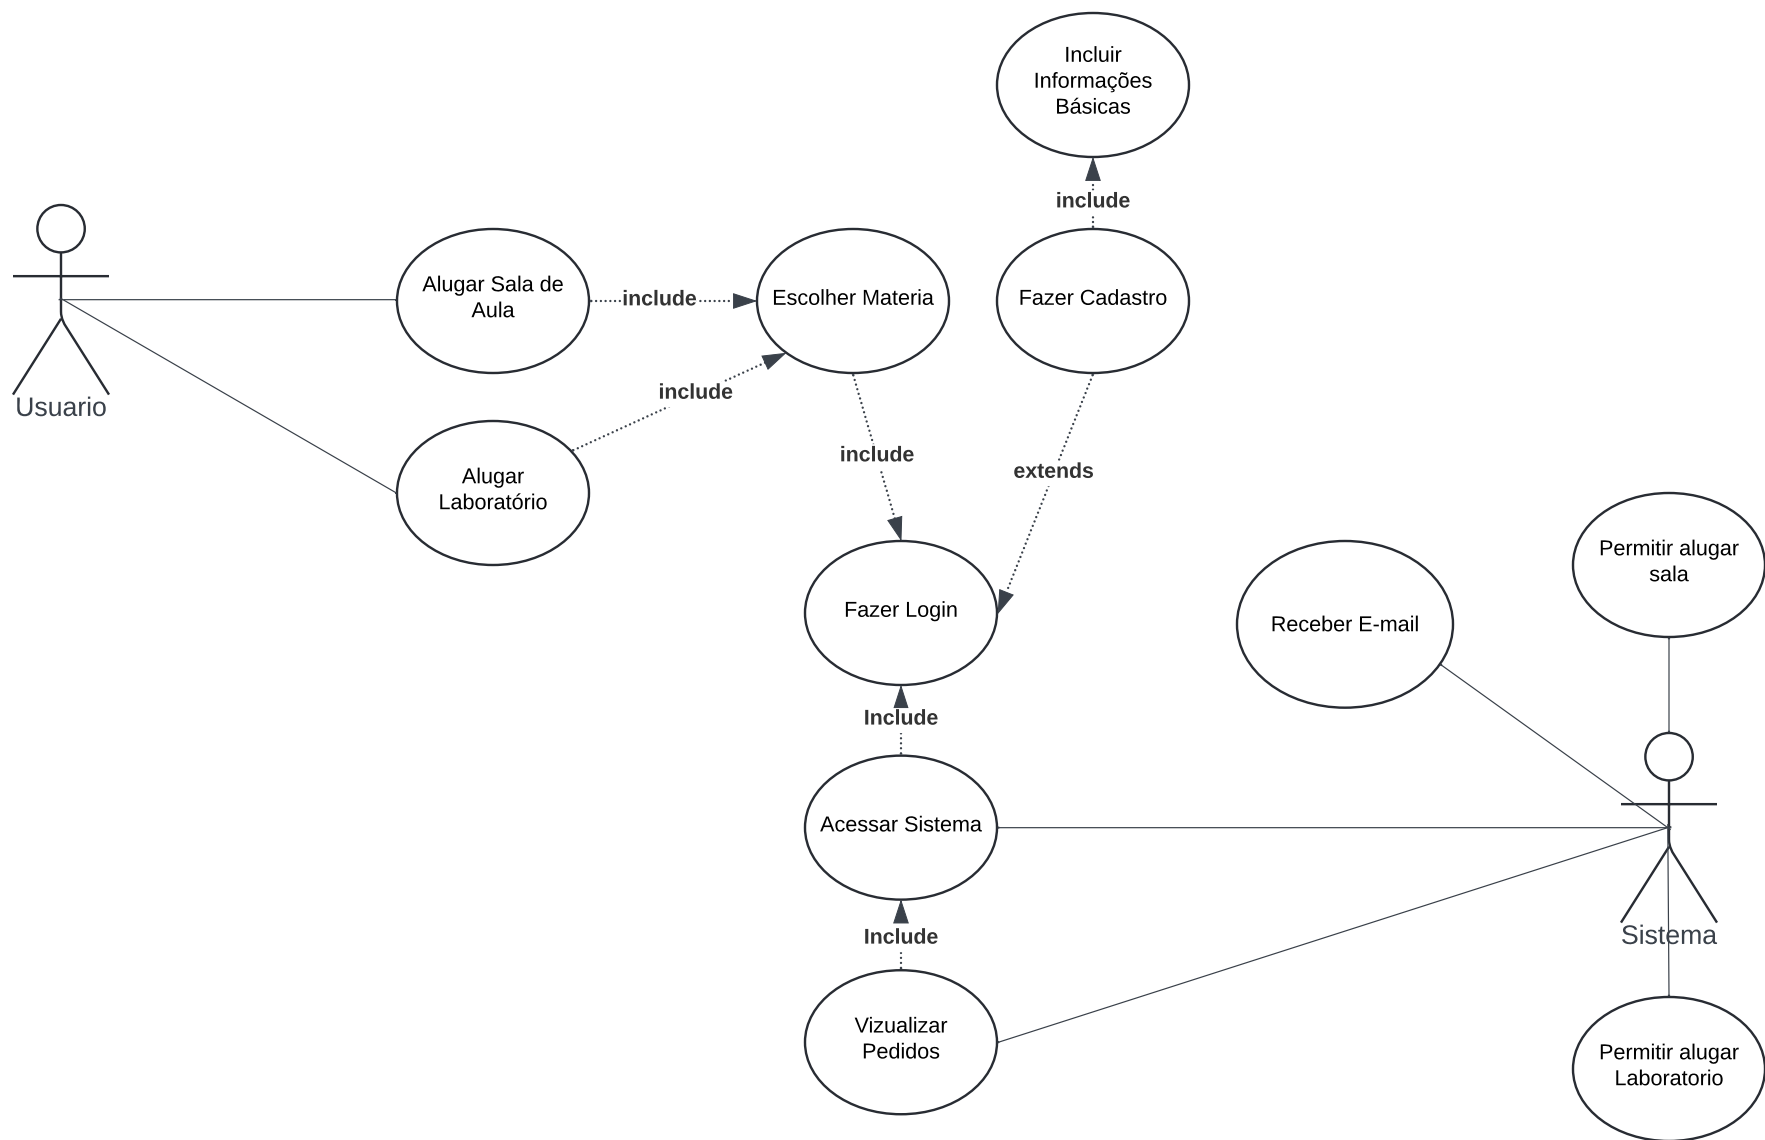 Incluir
Informações
Básicas
include
Alugar Sala de
Aula
include
Escolher Materia
Fazer Cadastro
Usuario
include
Alugar
Laboratório
include
extends
Fazer Login
Receber E-mail
Permitir alugar
sala
Include
Acessar Sistema
Include
Sistema
Vizualizar
Pedidos
Permitir alugar
Laboratorio